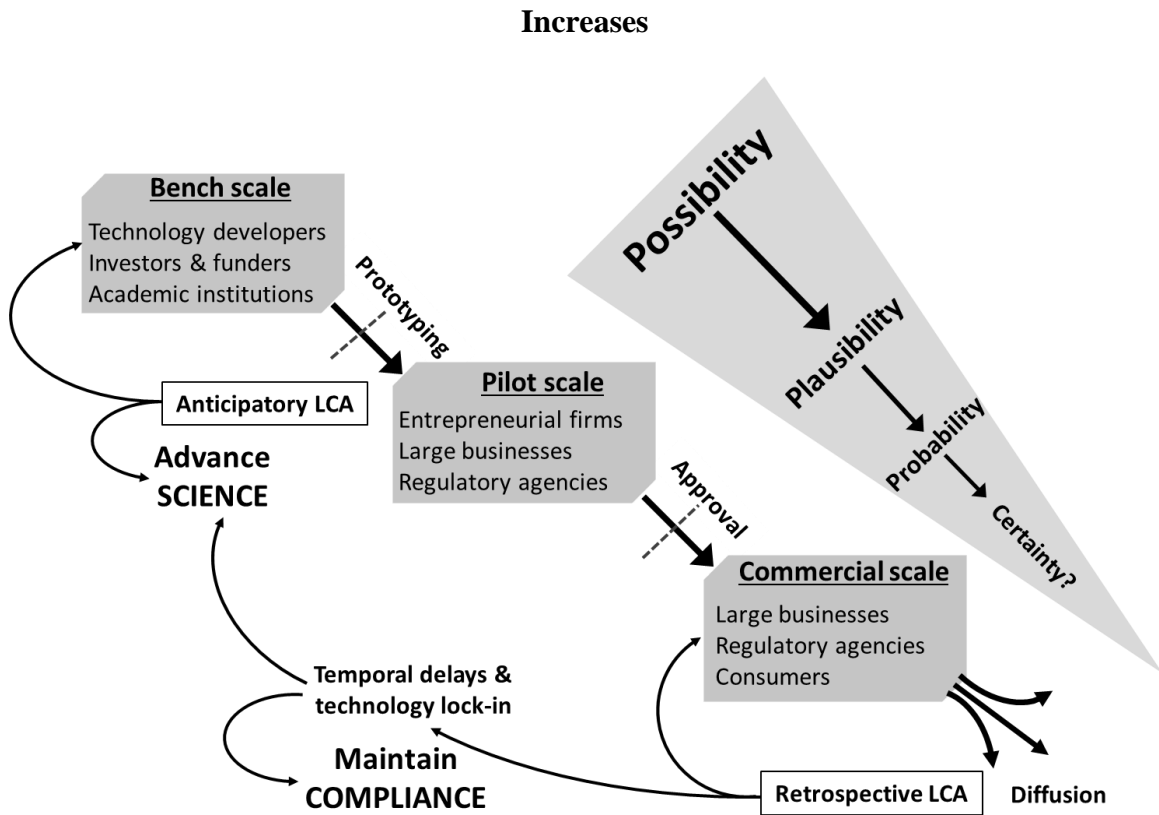 Increases
Possibility
Plausibility
Probability
Certainty?
Bench scale
Technology developers
Investors & funders
Academic institutions
Prototyping
Anticipatory LCA
Advance
SCIENCE
Pilot scale
Entrepreneurial firms
Large businesses
Regulatory agencies
Approval
Commercial scale
Large businesses
Regulatory agencies
Consumers
Temporal delays &
technology lock-in
Maintain
COMPLIANCE
Retrospective LCA
Diffusion